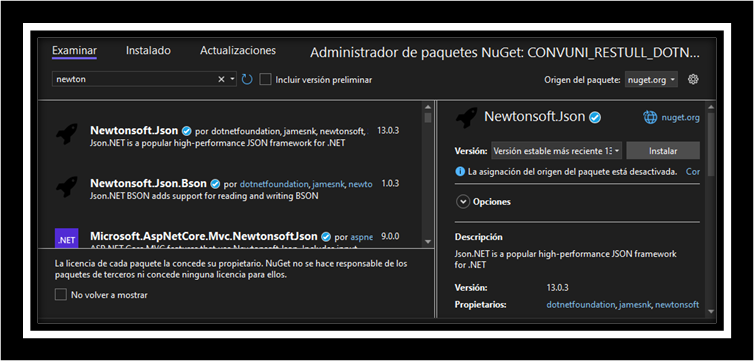 Examinar Instalado Actualizaciones Administrador de paquetes NuGet: CONVUNI_RESTULL_DOTN...
newton Incluir versión preliminar Origen del paquete: nuget.org
Newtonsoft.Json por dotnetfoundation, jamesnk, newtonsoft, 13.0.3
Json.NET is a popular high-performance JSON framework for .NET
Newtonsoft.Json.Bson por dotnetfoundation, jamesnk, newto 1.0.3
Json.NET BSON adds support for reading and writing BSON
.NET
Microsoft.AspNetCore.Mvc.NewtonsoftJson por aspne 9.0.0
ASP.NET Core MVC features that use Newtonsoft.Json. Includes input
La licencia de cada paquete la concede su propietario. NuGet no se hace responsable de los
paquetes de terceros ni concede ninguna licencia para ellos.
No volver a mostrar
Newtonsoft.Json nuget.org
Versión: Versión estable más reciente 13 Instalar
La asignación del origen del paquete está desactivada. Cor
Opciones
Descripción
Json.NET is a popular high-performance JSON framework
for .NET
Versión: 13.0.3
Propietarios: dotnetfoundation, jamesnk, newtonsoft